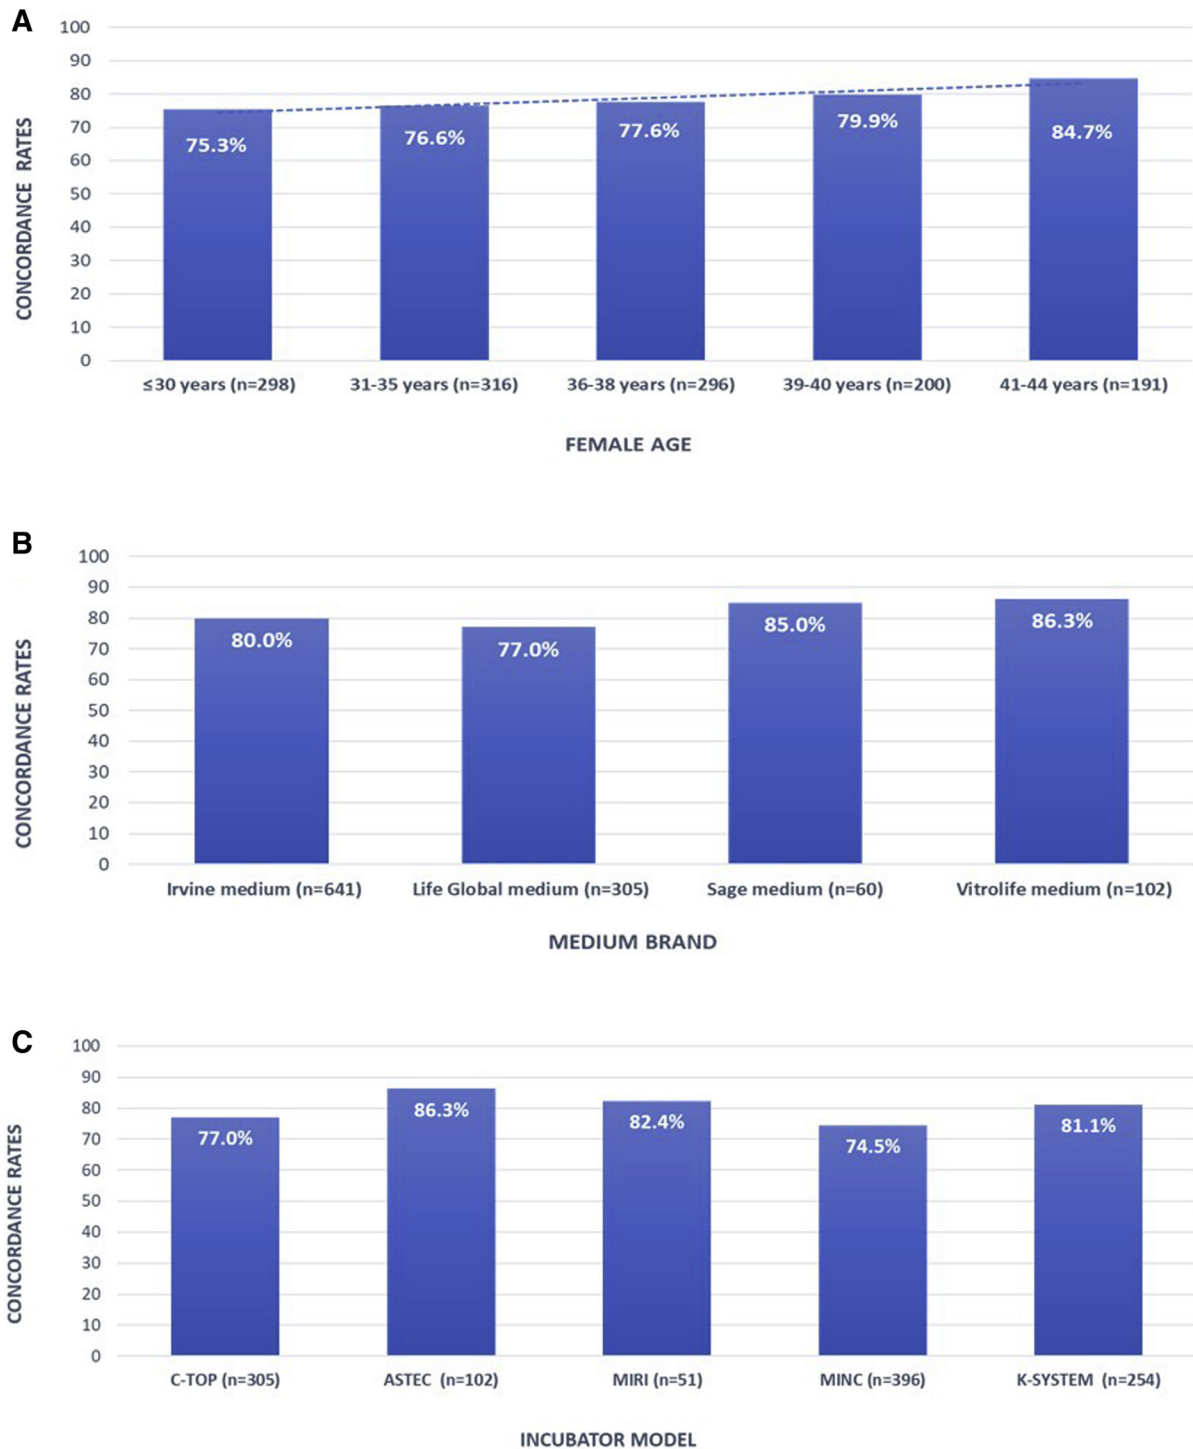 A
CONCORDANCE RATES
100
90
80
70
60
50
40
30
20
10
0
75.3%
76.6%
77.6%
79.9%
84.7%
≤30 years (n=298)
31-35 years (n=316)
36-38 years (n=296)
39-40 years (n=200)
41-44 years (n=191)
FEMALE AGE
B
CONCORDANCE RATES
100
90
80
70
60
50
40
30
20
10
0
80.0%
77.0%
85.0%
86.3%
Irvine medium (n=641)
Life Global medium (n=305)
Sage medium (n=60)
Vitrolife medium (n=102)
MEDIUM BRAND
C
CONCORDANCE RATES
100
90
80
70
60
50
40
30
20
10
0
77.0%
86.3%
82.4%
74.5%
81.1%
C-TOP (n=305)
ASTEC (n=102)
MIRI (n=51)
MINC (n=396)
K-SYSTEM (n=254)
INCUBATOR MODEL